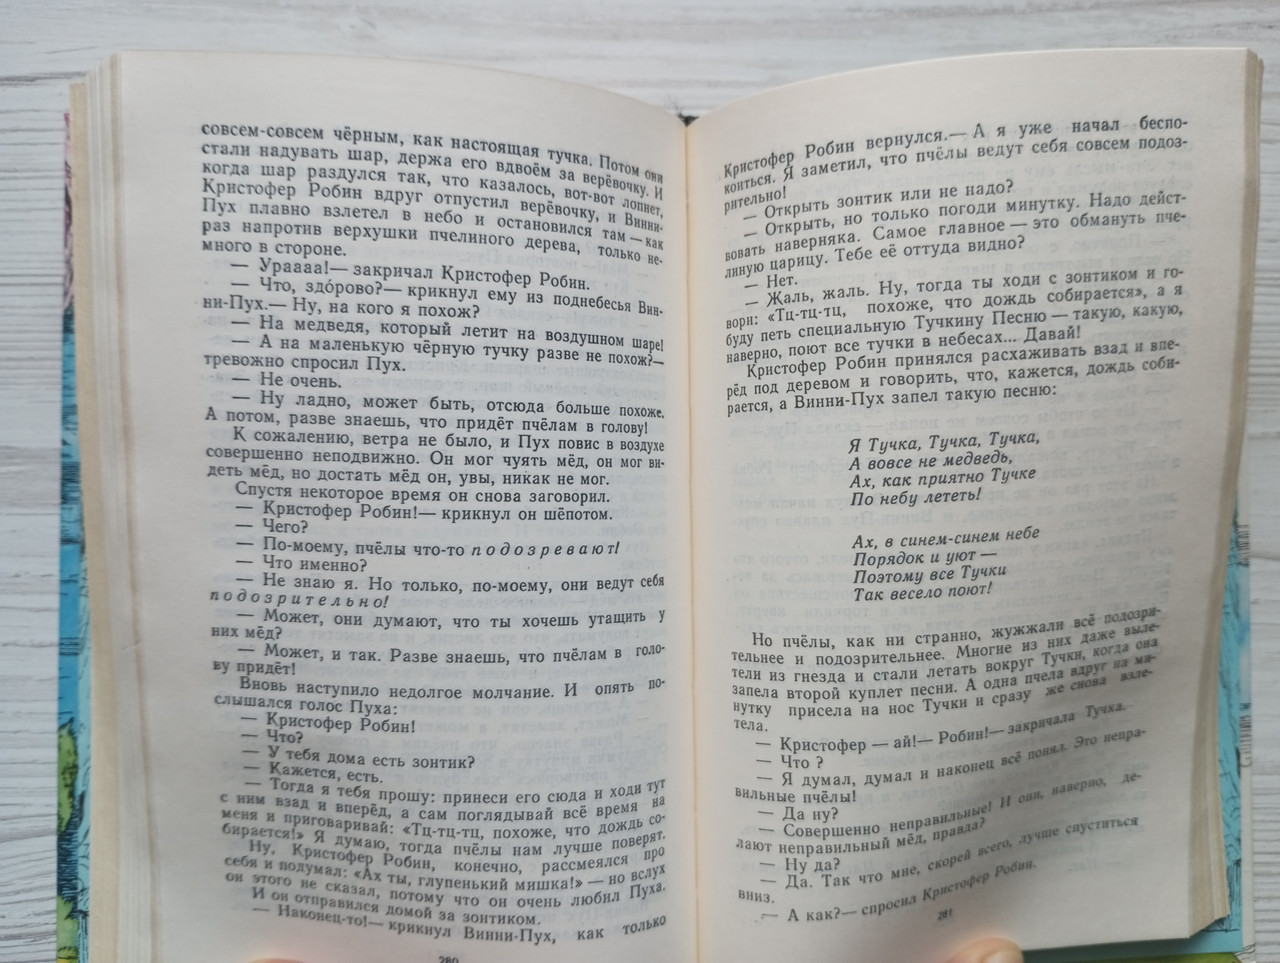 совсем-совсем чёрным, как настоящая тучка. Потом они
стали надувать шар, держа его вдвоём за верёвочку. И
когда шар раздулся так, что казалось, вот-вот лопнет,
Кристофер Робин вдруг отпустил верёвочку, и Винни-
Пух плавно взлетел в небо и остановился там — как
раз напротив верхушки пчелиного дерева, только не-
много в стороне.
— Ураааа!— закричал Кристофер Робин.
— Что, здо́рово?— крикнул ему из поднебесья Вин-
ни-Пух.— Ну, на кого я похож?
— На медведя, который летит на воздушном шаре!
— А на маленькую чёрную тучку разве не похож?—
тревожно спросил Пух.
— Не очень.
— Ну ладно, может быть, отсюда больше похоже.
А потом, разве знаешь, что придёт пчёлам в голову!
К сожалению, ветра не было, и Пух повис в воздухе
совершенно неподвижно. Он мог чуять мёд, он мог ви-
деть мёд, но достать мёд он, увы, никак не мог.
Спустя некоторое время он снова заговорил.
— Кристофер Робин!— крикнул он шёпотом.
— Чего?
— По-моему, пчёлы что-то подозревают!
— Что именно?
— Не знаю я. Но только, по-моему, они ведут себя
подозрительно!
— Может, они думают, что ты хочешь утащить у
них мёд?
— Может, и так. Разве знаешь, что пчёлам в голо-
ву придёт!
Вновь наступило недолгое молчание. И опять по-
слышался голос Пуха:
— Кристофер Робин!
— Что?
— У тебя дома есть зонтик?
— Кажется, есть.
— Тогда я тебя прошу: принеси его сюда и ходи тут
с ним взад и вперёд, а сам поглядывай всё время на
меня и приговаривай: «Тц-тц-тц, похоже, что дождь со-
бирается!» Я думаю, тогда пчёлы нам лучше поверят.
Ну, Кристофер Робин, конечно, рассмеялся про
себя и подумал: «Ах ты, глупенький мишка!» — но вслух
он этого не сказал, потому что он очень любил Пуха.
И он отправился домой за зонтиком.
— Наконец-то!— крикнул Винни-Пух, как только
280
Кристофер Робин вернулся.— А я уже начал беспо-
коиться. Я заметил, что пчёлы ведут себя совсем подоз-
рительно!
— Открыть зонтик или не надо?
— Открыть, но только погоди минутку. Надо дейст-
вовать наверняка. Самое главное — это обмануть пче-
линую царицу. Тебе её оттуда видно?
— Нет.
— Жаль, жаль. Ну, тогда ты ходи с зонтиком и го-
вори: «Тц-тц-тц, похоже, что дождь собирается», а я
буду петь специальную Тучкину Песню — такую, какую,
наверно, поют все тучки в небесах... Давай!
Кристофер Робин принялся расхаживать взад и впе-
рёд под деревом и говорить, что, кажется, дождь соби-
рается, а Винни-Пух запел такую песню:
Я Тучка, Тучка, Тучка,
А вовсе не медведь,
Ах, как приятно Тучке
По небу лететь!
Ах, в синем-синем небе
Порядок и уют —
Поэтому все Тучки
Так весело поют!
Но пчёлы, как ни странно, жужжали всё подозри-
тельнее и подозрительнее. Многие из них даже выле-
тели из гнезда и стали летать вокруг Тучки, когда она
запела второй куплет песни. А одна пчела вдруг на ми-
нутку присела на нос Тучки и сразу же снова взле-
тела.
— Кристофер — ай!— Робин!— закричала Тучка.
— Что ?
— Я думал, думал и наконец всё понял. Это непра-
вильные пчёлы!
— Да ну?
— Совершенно неправильные! И они, наверно, де-
лают неправильный мёд, правда?
— Ну да?
— Да. Так что мне, скорей всего, лучше спуститься
вниз.
— А как?— спросил Кристофер Робин.
281